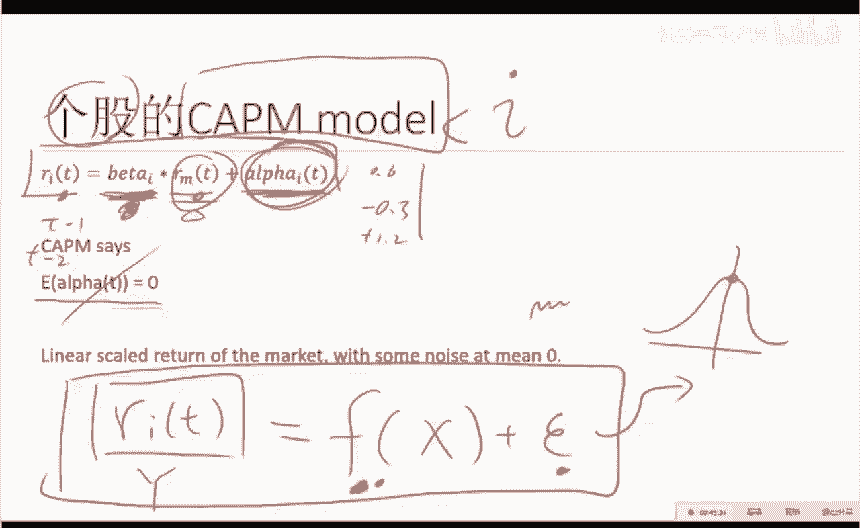 个股的CAPM model
i
r_i(t) = beta_i * r_m(t) + alpha_i(t)
0.6
-0.3
+1.2
t-1
t-2
CAPM says
E(alpha(t)) = 0
Linear scaled return of the market, with some noise at mean 0.
r_i(t) = f(X) + ε
Y